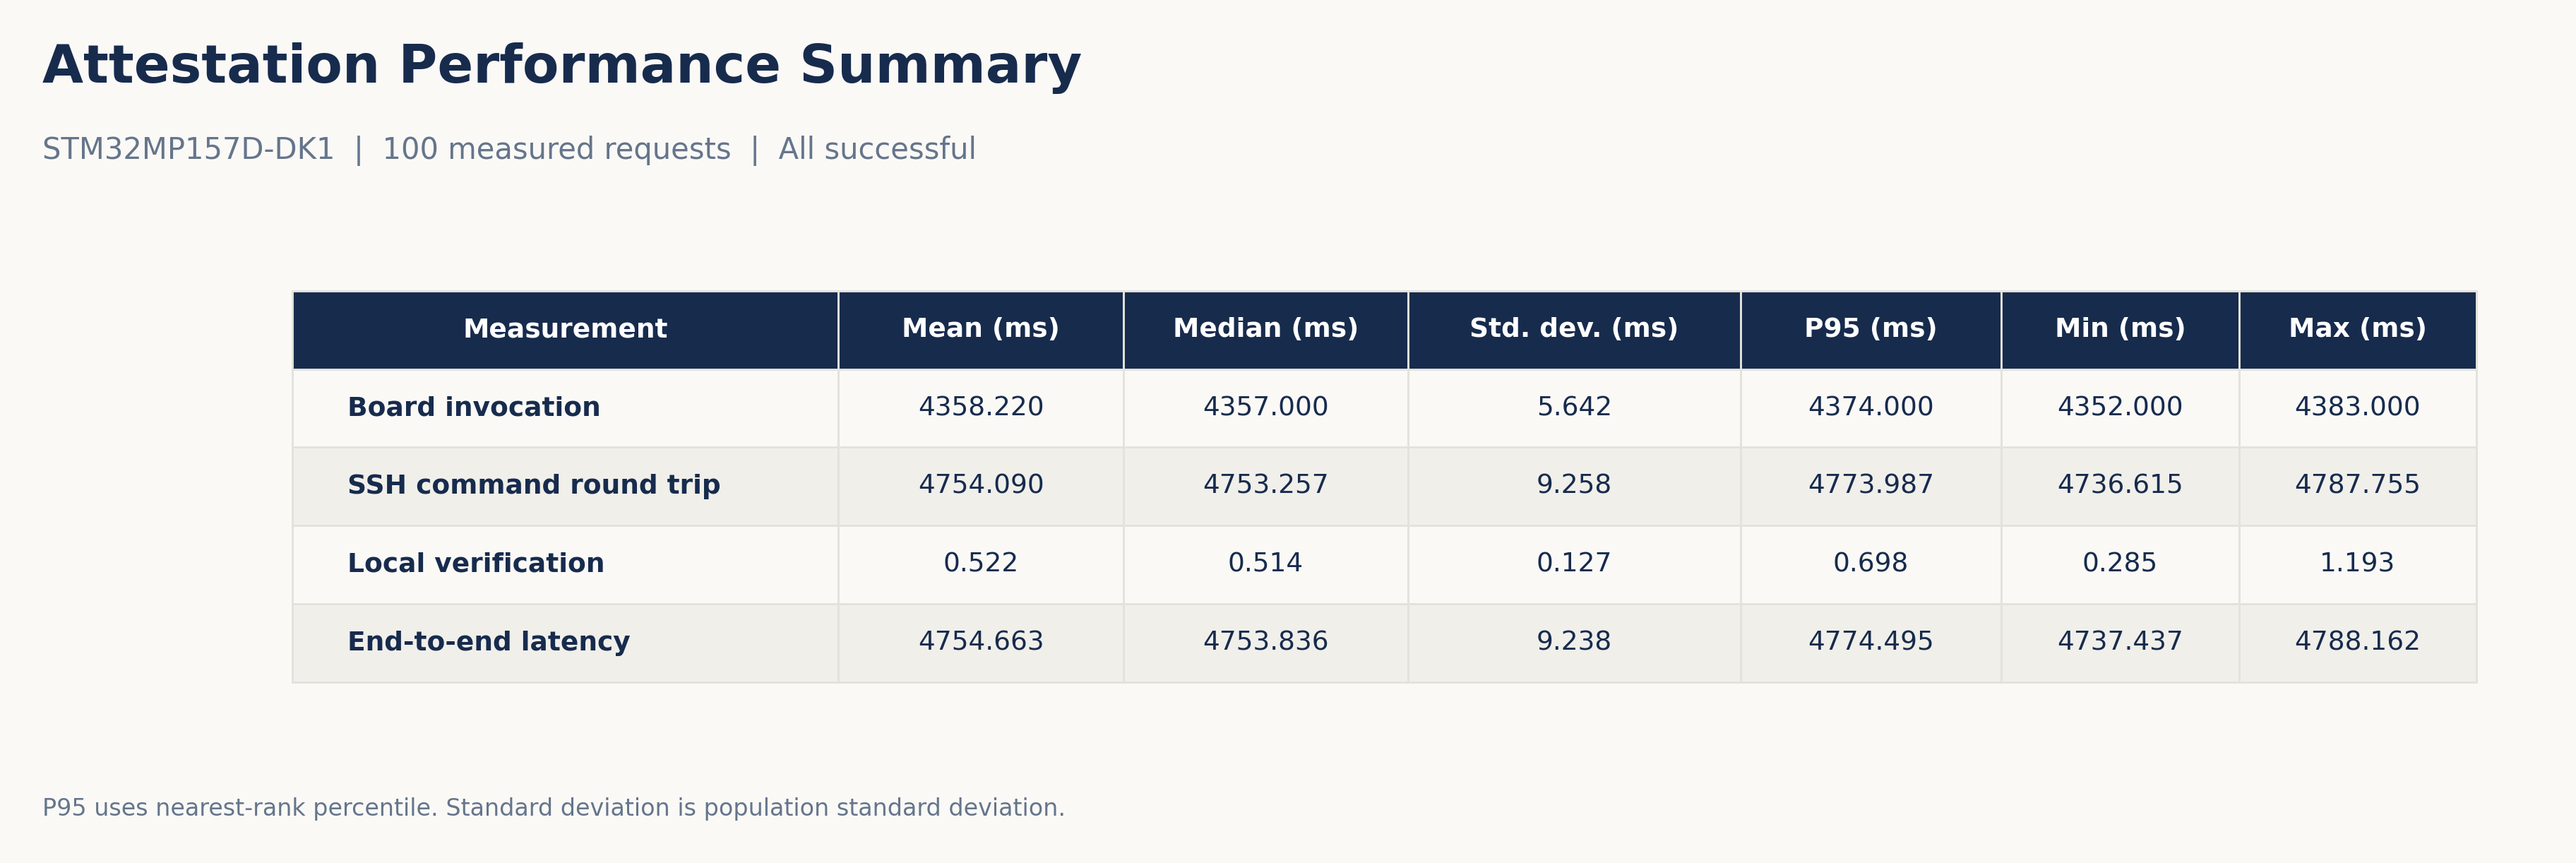 Attestation Performance Summary
STM32MP157D-DK1 | 100 measured requests | All successful
Measurement Mean (ms) Median (ms) Std. dev. (ms) P95 (ms) Min (ms) Max (ms)
Board invocation 4358.220 4357.000 5.642 4374.000 4352.000 4383.000
SSH command round trip 4754.090 4753.257 9.258 4773.987 4736.615 4787.755
Local verification 0.522 0.514 0.127 0.698 0.285 1.193
End-to-end latency 4754.663 4753.836 9.238 4774.495 4737.437 4788.162
P95 uses nearest-rank percentile. Standard deviation is population standard deviation.